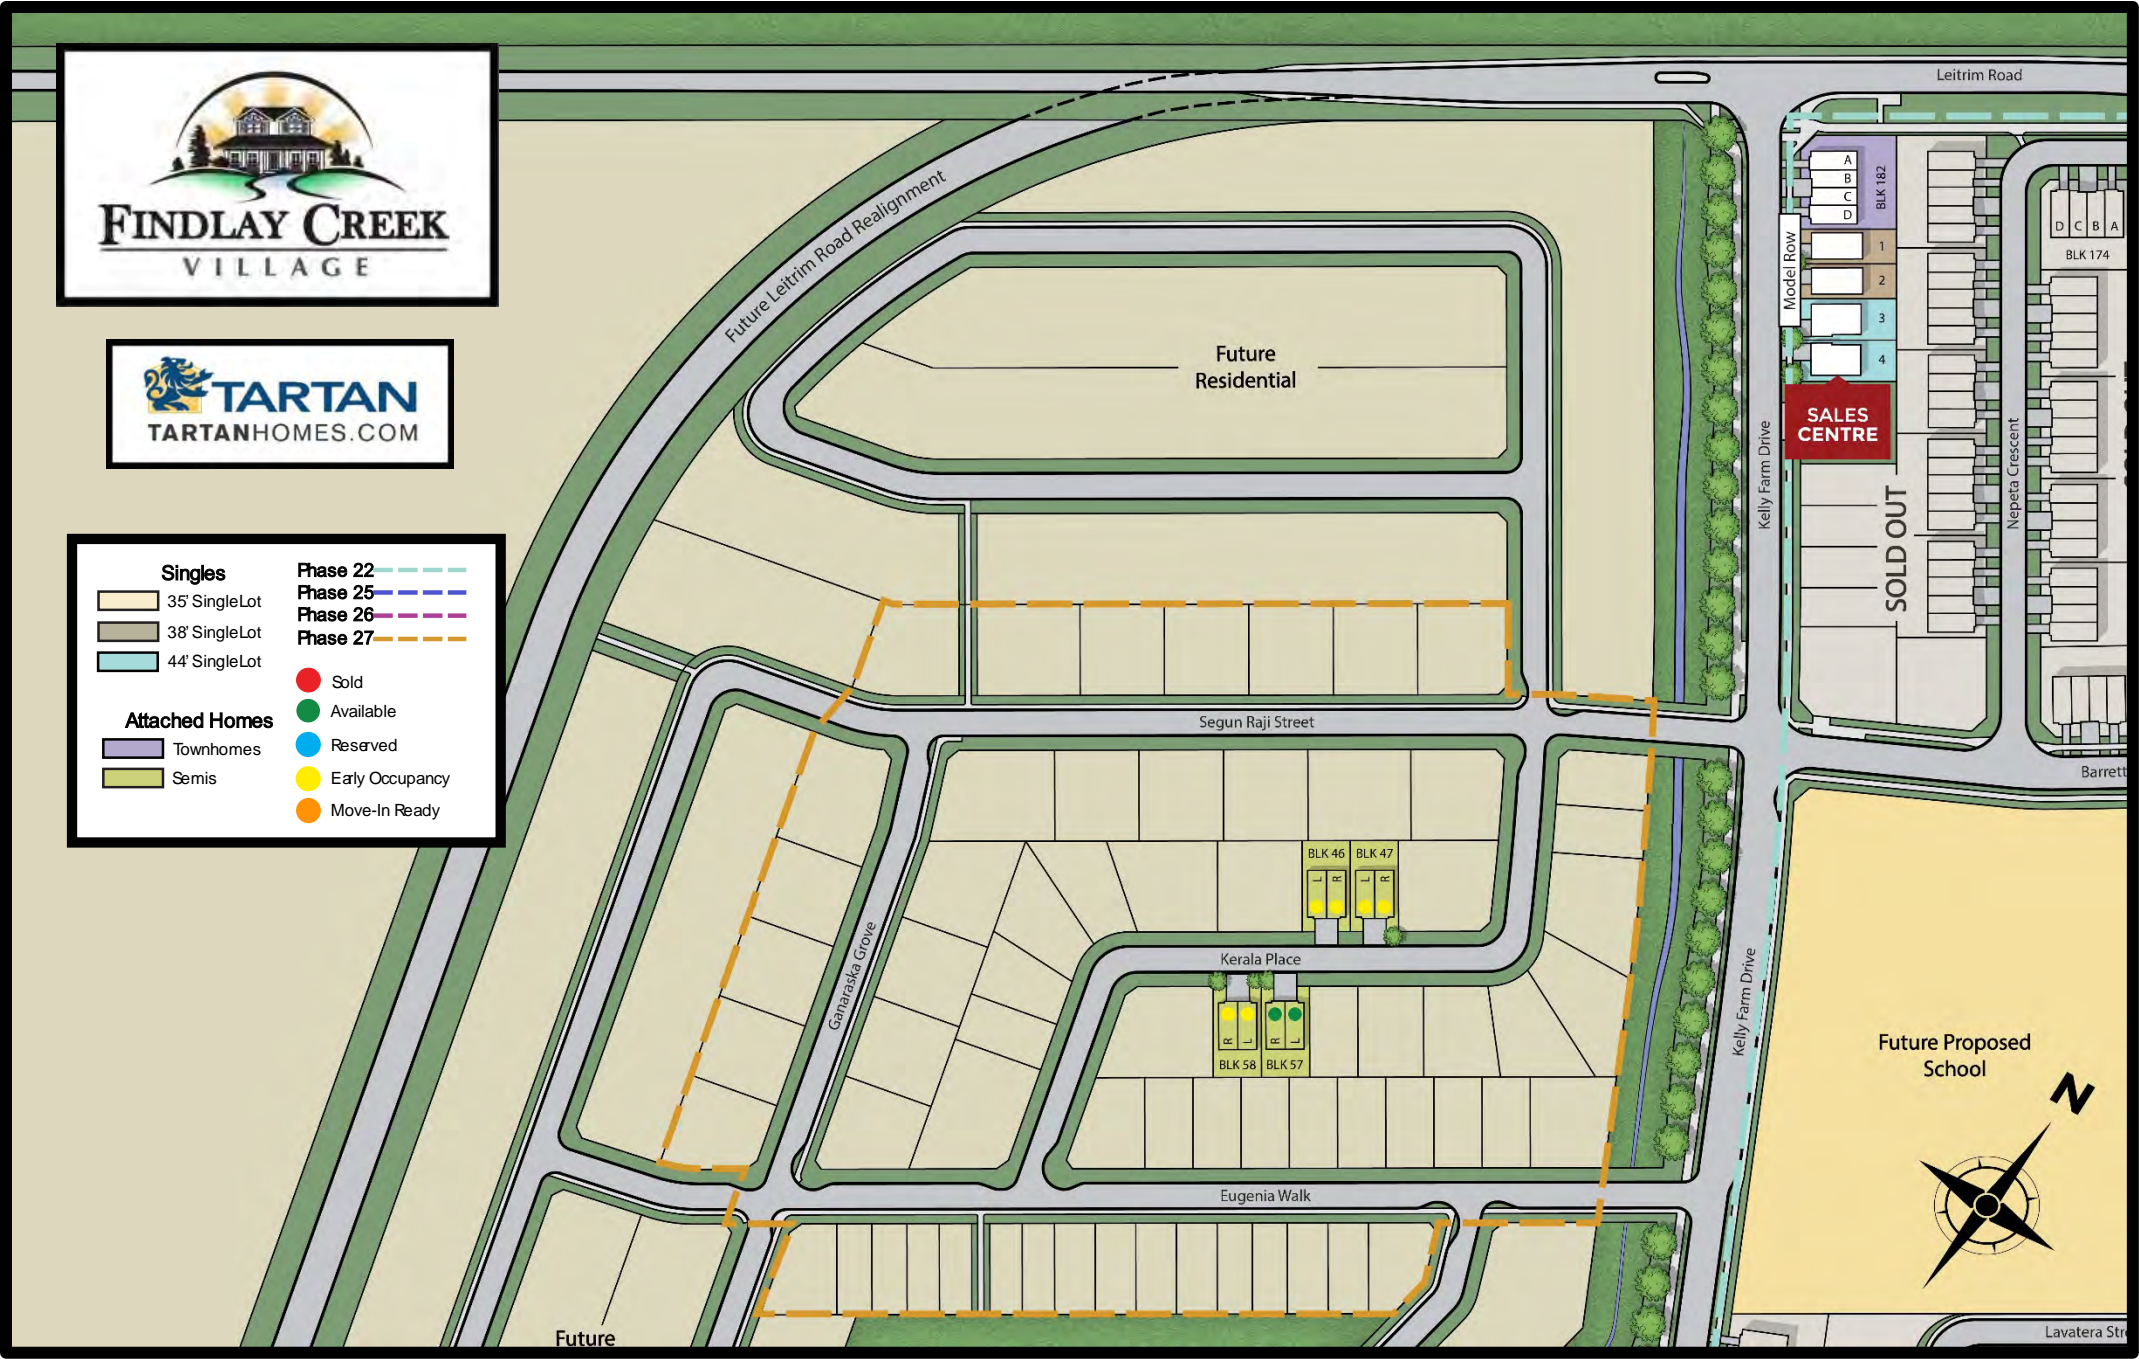 FINDLAY CREEK
VILLAGE
TARTAN
TARTANHOMES.COM
Singles
35' Single Lot
38' Single Lot
44' Single Lot
Attached Homes
Townhomes
Semis
Phase 22
Phase 25
Phase 26
Phase 27
Sold
Available
Reserved
Early Occupancy
Move-In Ready
Leitrim Road
Future Leitrim Road Realignment
Future
Residential
A
B
C
D
BLK 182
Model Row
1
2
3
4
SALES
CENTRE
D C B A
BLK 174
Kelly Farm Drive
Nepeta Crescent
SOLD OUT
Segun Raji Street
Barrett
Ganaraska Grove
BLK 46
L R
BLK 47
L R
Kerala Place
R L
BLK 58
R L
BLK 57
Kelly Farm Drive
Future Proposed
School
N
Eugenia Walk
Future
Lavatera Stre